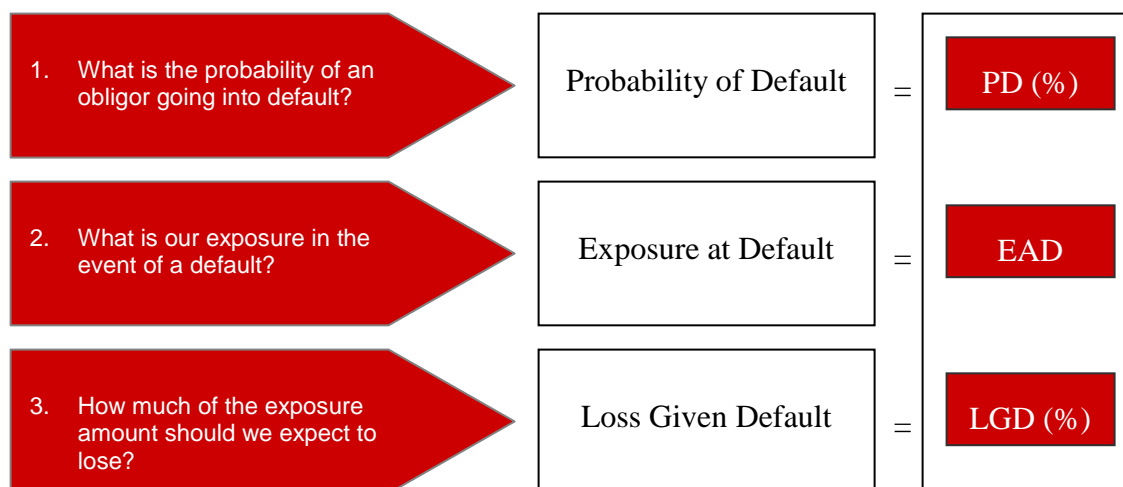 1. What is the probability of an
obligor going into default?
Probability of Default
=
PD (%)
2. What is our exposure in the
event of a default?
Exposure at Default
=
EAD
3. How much of the exposure
amount should we expect to
lose?
Loss Given Default
=
LGD (%)